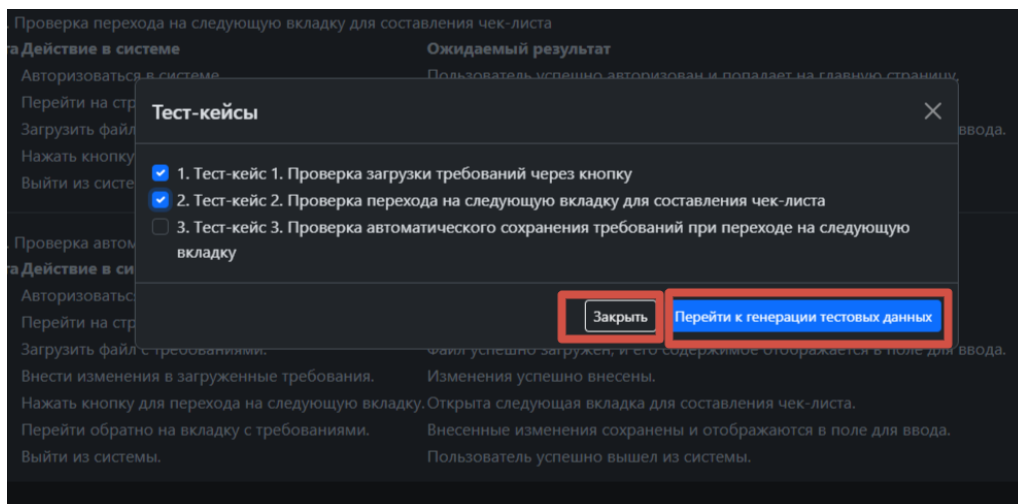 . Проверка перехода на следующую вкладку для составления чек-листа
та Действие в системе Ожидаемый результат
Авторизоваться в системе. Пользователь успешно авторизован и попадает на главную страницу.
Перейти на стр
Тест-кейсы
Загрузить файл ввода.
Нажать кнопку
1. Тест-кейс 1. Проверка загрузки требований через кнопку
Выйти из систе
2. Тест-кейс 2. Проверка перехода на следующую вкладку для составления чек-листа
3. Тест-кейс 3. Проверка автоматического сохранения требований при переходе на следующую
. Проверка автом
вкладку
та Действие в си
Авторизоватьс
Закрыть Перейти к генерации тестовых данных
Перейти на стр
Загрузить файл с требованиями. Файл успешно загружен, и его содержимое отображается в поле для ввода.
Внести изменения в загруженные требования. Изменения успешно внесены.
Нажать кнопку для перехода на следующую вкладку. Открыта следующая вкладка для составления чек-листа.
Перейти обратно на вкладку с требованиями. Внесенные изменения сохранены и отображаются в поле для ввода.
Выйти из системы. Пользователь успешно вышел из системы.